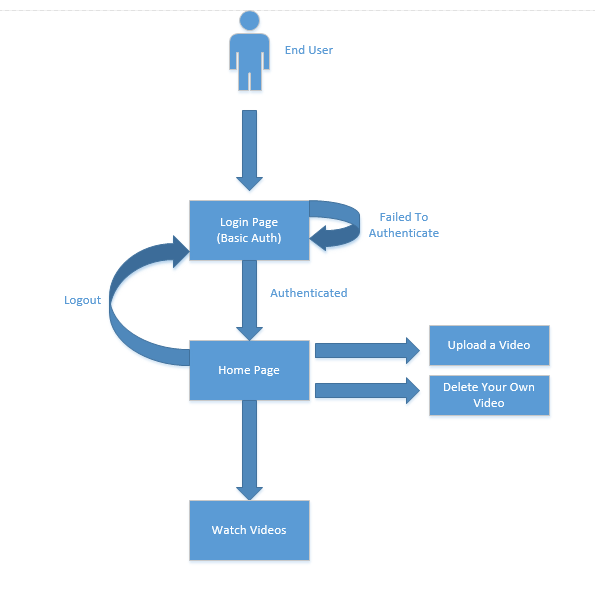 End User
Login Page
(Basic Auth)
Failed To
Authenticate
Authenticated
Logout
Home Page
Upload a Video
Delete Your Own
Video
Watch Videos